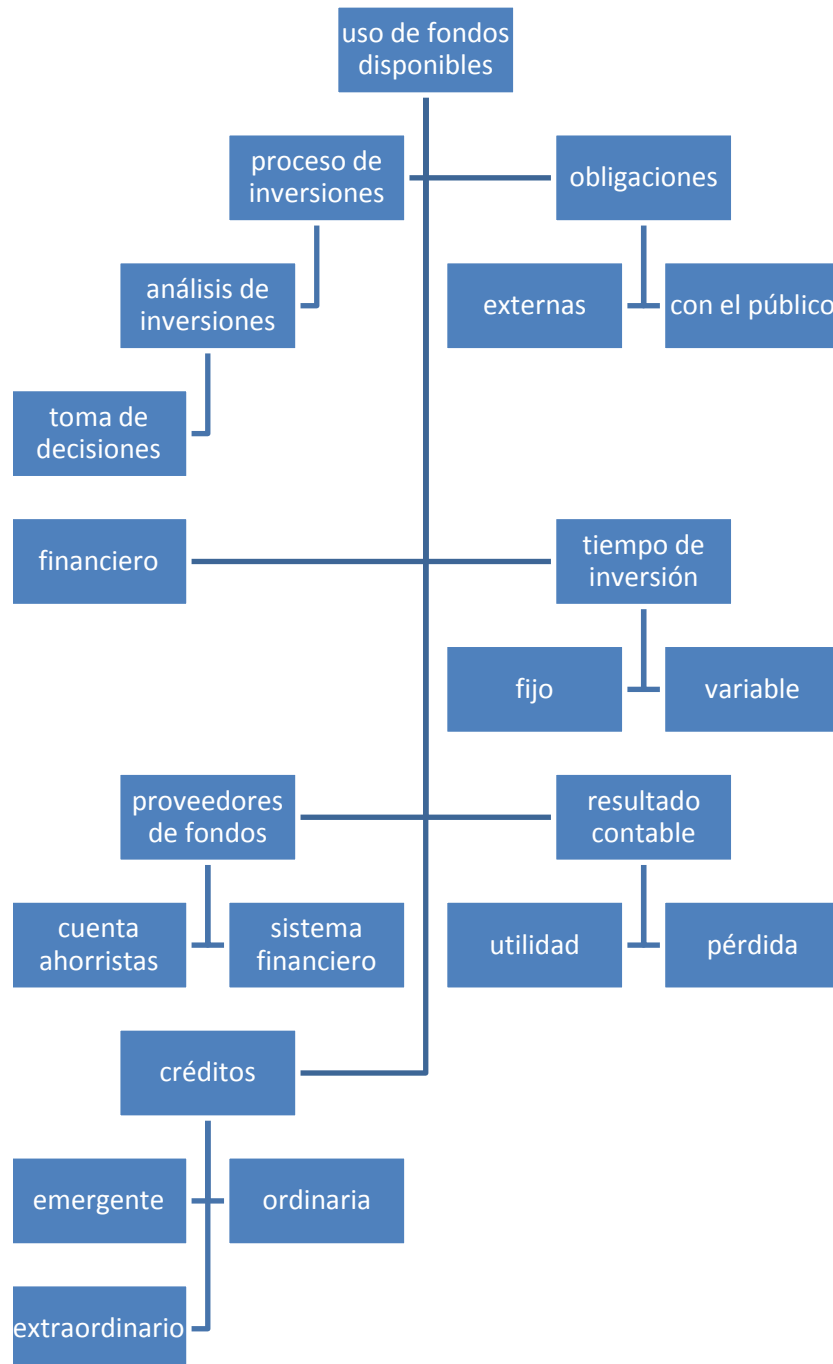 uso de fondos
disponibles
proceso de
inversiones
obligaciones
análisis de
inversiones
externas
con el público
toma de
decisiones
financiero
tiempo de
inversión
fijo
variable
proveedores
de fondos
resultado
contable
cuenta
ahorristas
sistema
financiero
utilidad
pérdida
créditos
emergente
ordinaria
extraordinario